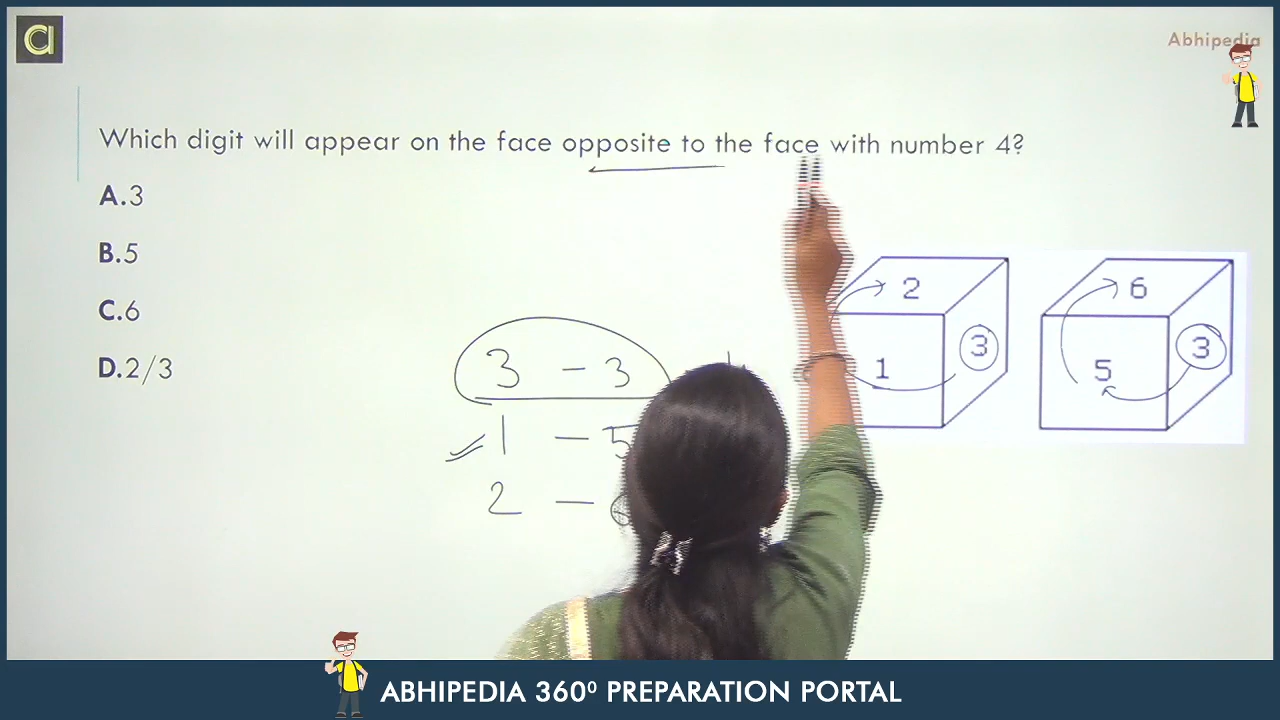 Abhipedia
Which digit will appear on the face opposite to the face with number 4?
A.3
B.5
C.6
D.2/3
2
3
1
6
3
5
3 – 3
1 – 5
2 –
ABHIPEDIA 360⁰ PREPARATION PORTAL